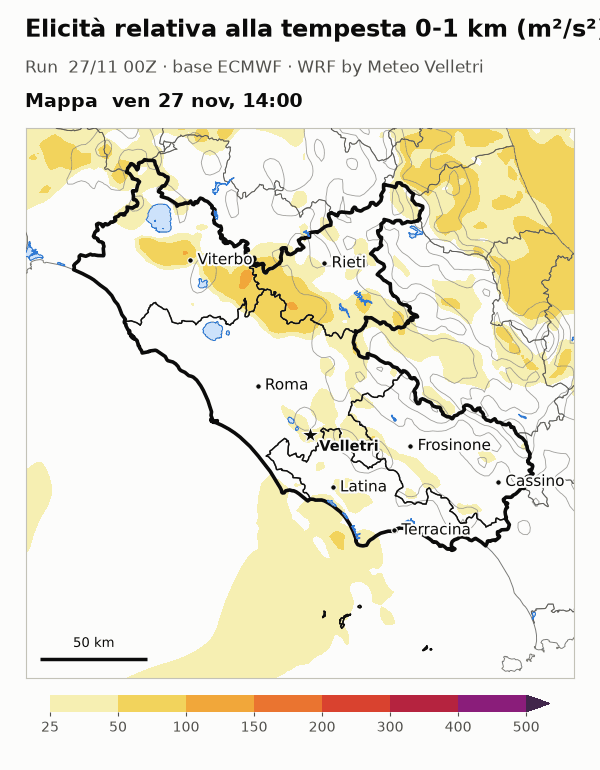 Elicità relativa alla tempesta 0-1 km (m²/s²)
Run 27/11 00Z · base ECMWF · WRF by Meteo Velletri
Mappa ven 27 nov, 14:00
Viterbo
Rieti
Roma
Velletri
Frosinone
Latina
Cassino
Terracina
50 km
25 50 100 150 200 300 400 500